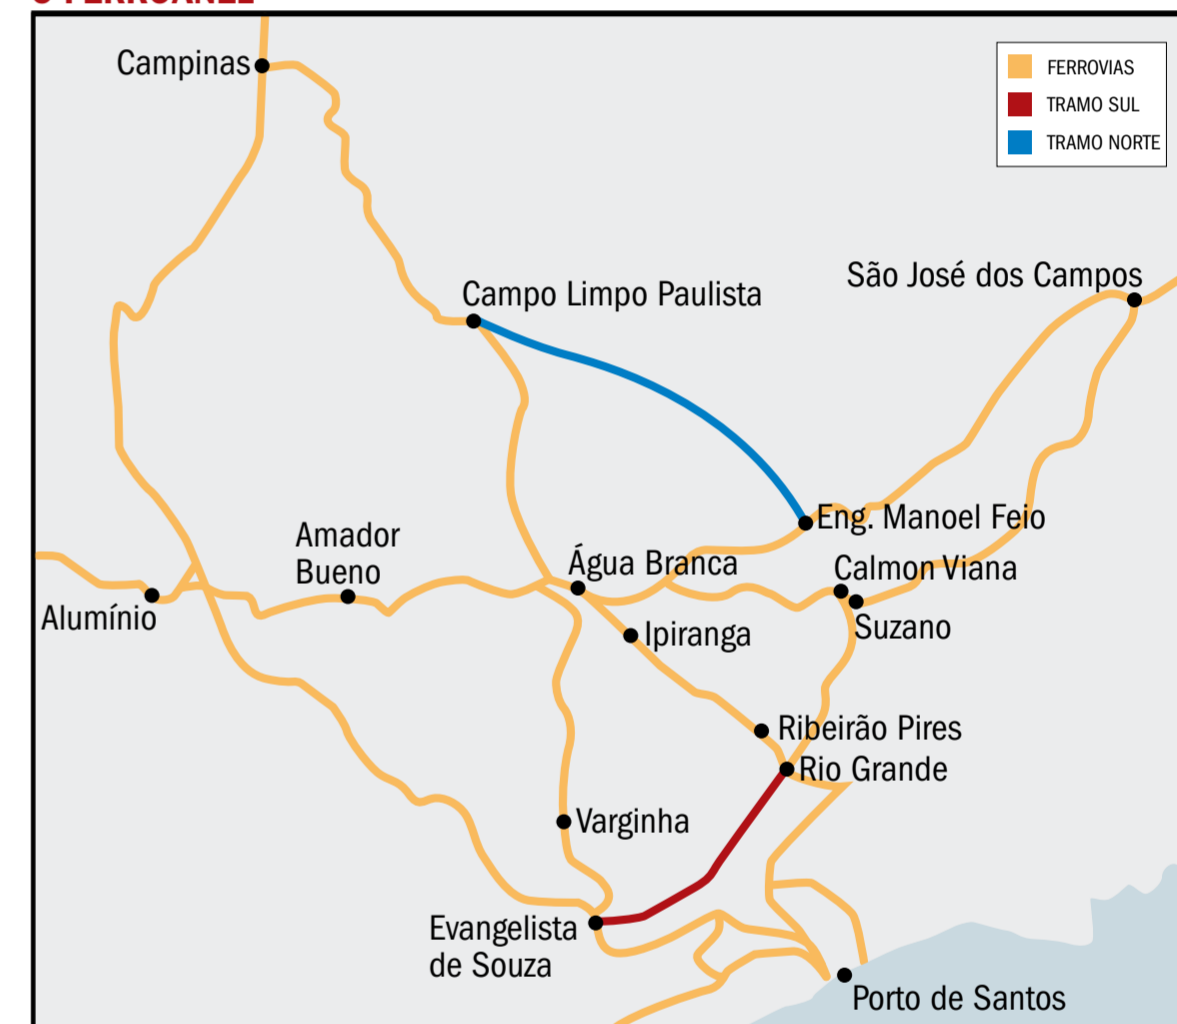 Campinas
FERROVIAS
TRAMO SUL
TRAMO NORTE
São José dos Campos
Campo Limpo Paulista
Eng. Manoel Feio
Amador
Bueno
Água Branca
Calmon Viana
Alumínio
Suzano
Ipiranga
Ribeirão Pires
Rio Grande
Varginha
Evangelista
de Souza
Porto de Santos